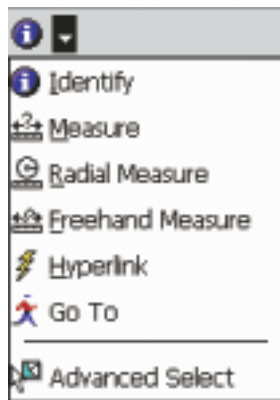 Identify
Measure
Radial Measure
Freehand Measure
Hyperlink
Go To
Advanced Select